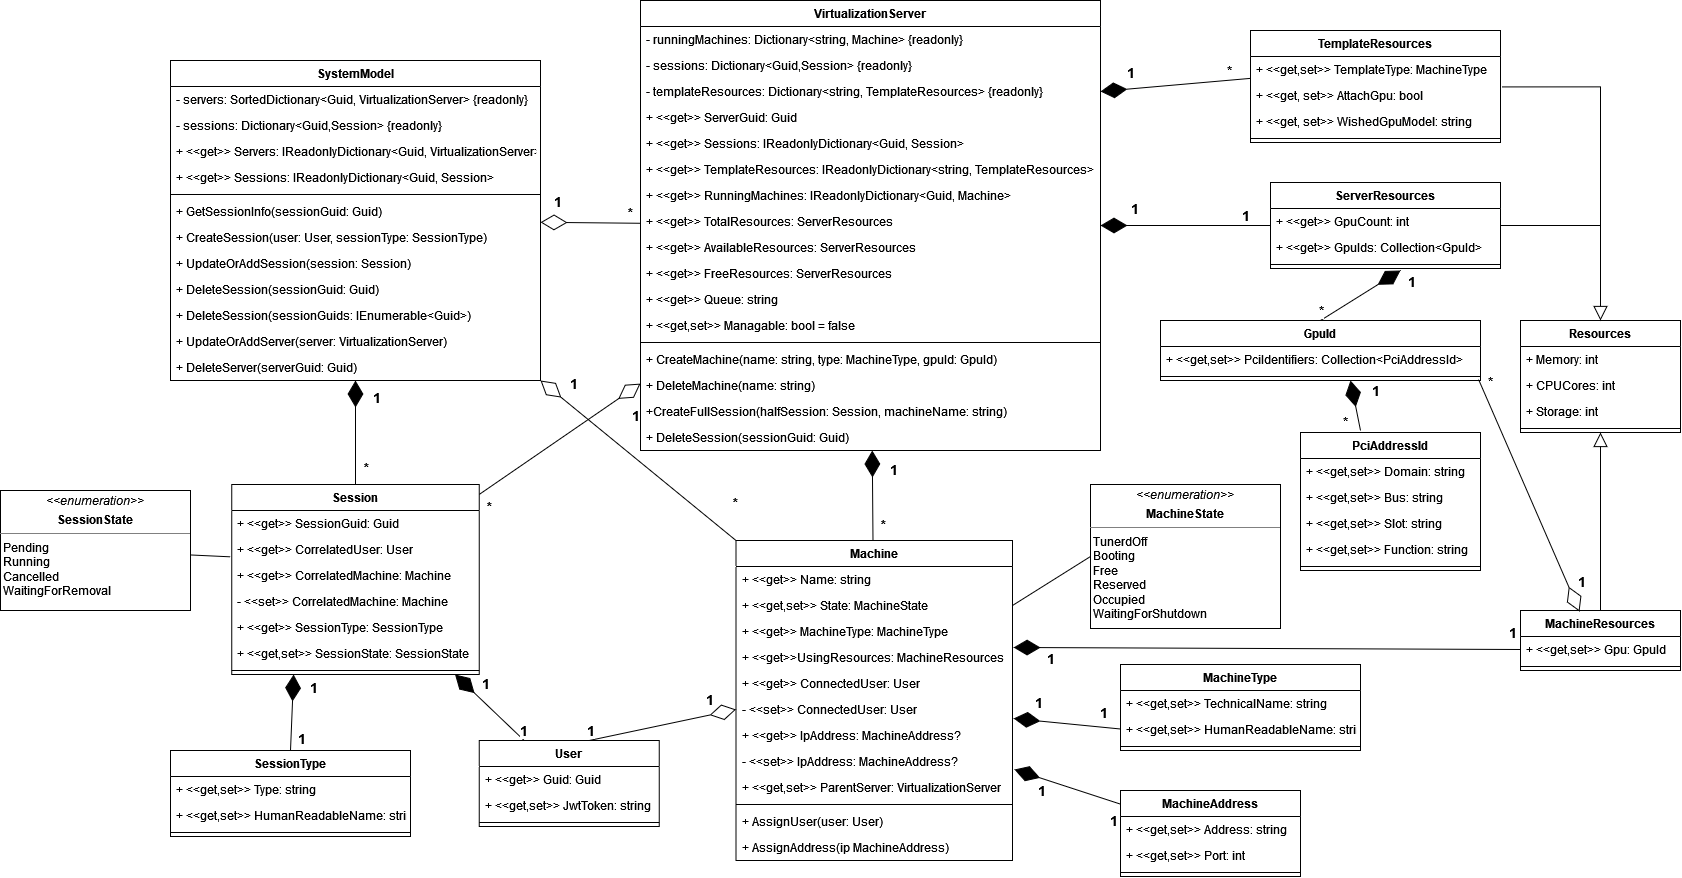 VirtualizationServer
- runningMachines: Dictionary<string, Machine> {readonly}
- sessions: Dictionary<Guid,Session> {readonly}
- templateResources: Dictionary<string, TemplateResources> {readonly}
+ <<get>> ServerGuid: Guid
+ <<get>> Sessions: IReadonlyDictionary<Guid, Session>
+ <<get>> TemplateResources: IReadonlyDictionary<string, TemplateResources>
+ <<get>> RunningMachines: IReadonlyDictionary<Guid, Machine>
+ <<get>> TotalResources: ServerResources
+ <<get>> AvailableResources: ServerResources
+ <<get>> FreeResources: ServerResources
+ <<get>> Queue: string
+ <<get,set>> Managable: bool = false
+ CreateMachine(name: string, type: MachineType, gpuId: GpuId)
+ DeleteMachine(name: string)
+CreateFullSession(halfSession: Session, machineName: string)
+ DeleteSession(sessionGuid: Guid)
SystemModel
- servers: SortedDictionary<Guid, VirtualizationServer> {readonly}
- sessions: Dictionary<Guid,Session> {readonly}
+ <<get>> Servers: IReadonlyDictionary<Guid, VirtualizationServer>
+ <<get>> Sessions: IReadonlyDictionary<Guid, Session>
+ GetSessionInfo(sessionGuid: Guid)
+ CreateSession(user: User, sessionType: SessionType)
+ UpdateOrAddSession(session: Session)
+ DeleteSession(sessionGuid: Guid)
+ DeleteSession(sessionGuids: IEnumerable<Guid>)
+ UpdateOrAddServer(server: VirtualizationServer)
+ DeleteServer(serverGuid: Guid)
TemplateResources
+ <<get,set>> TemplateType: MachineType
+ <<get, set>> AttachGpu: bool
+ <<get, set>> WishedGpuModel: string
ServerResources
+ <<get>> GpuCount: int
+ <<get>> GpuIds: Collection<GpuId>
GpuId
+ <<get,set>> PciIdentifiers: Collection<PciAddressId>
Resources
+ Memory: int
+ CPUCores: int
+ Storage: int
PciAddressId
+ <<get,set>> Domain: string
+ <<get,set>> Bus: string
+ <<get,set>> Slot: string
+ <<get,set>> Function: string
<<enumeration>>
SessionState
Pending
Running
Cancelled
WaitingForRemoval
Session
+ <<get>> SessionGuid: Guid
+ <<get>> CorrelatedUser: User
+ <<get>> CorrelatedMachine: Machine
- <<set>> CorrelatedMachine: Machine
+ <<get>> SessionType: SessionType
+ <<get,set>> SessionState: SessionState
<<enumeration>>
MachineState
TunerdOff
Booting
Free
Reserved
Occupied
WaitingForShutdown
Machine
+ <<get>> Name: string
+ <<get,set>> State: MachineState
+ <<get>> MachineType: MachineType
+ <<get>>UsingResources: MachineResources
+ <<get>> ConnectedUser: User
- <<set>> ConnectedUser: User
+ <<get>> IpAddress: MachineAddress?
- <<set>> IpAddress: MachineAddress?
+ <<get,set>> ParentServer: VirtualizationServer
+ AssignUser(user: User)
+ AssignAddress(ip MachineAddress)
MachineResources
+ <<get,set>> Gpu: GpuId
MachineType
+ <<get,set>> TechnicalName: string
+ <<get,set>> HumanReadableName: stri
MachineAddress
+ <<get,set>> Address: string
+ <<get,set>> Port: int
SessionType
+ <<get,set>> Type: string
+ <<get,set>> HumanReadableName: stri
User
+ <<get>> Guid: Guid
+ <<get,set>> JwtToken: string
1
*
1
*
1
1
1
*
1
*
1
*
1
*
1
*
1
*
1
*
1
1
1
1
1
1
1
1
1
1
1
1